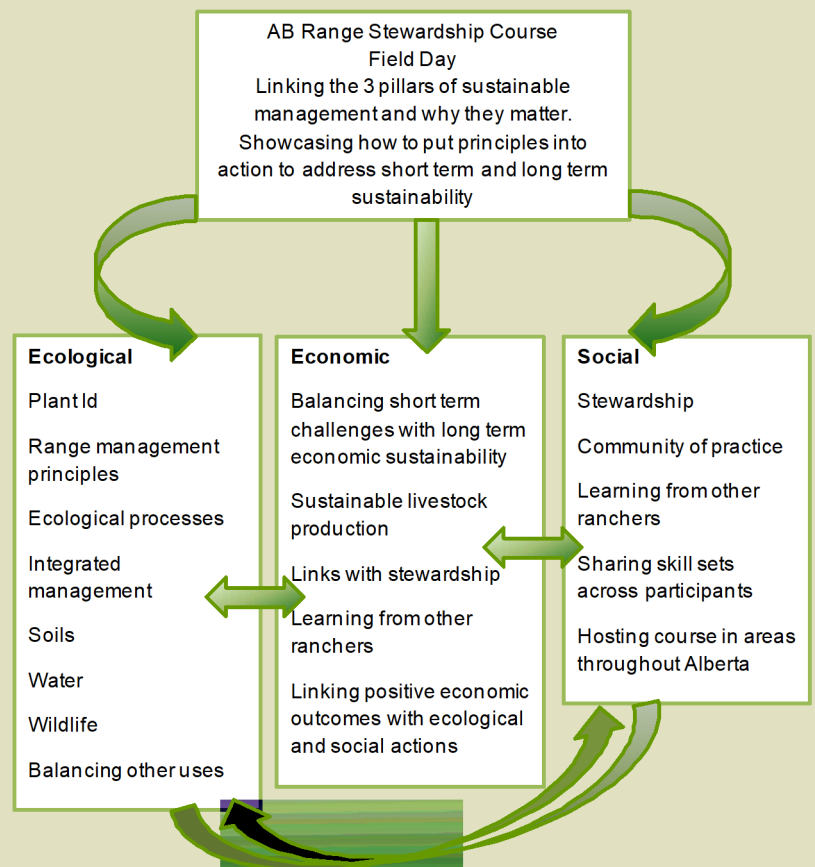 AB Range Stewardship Course
Field Day
Linking the 3 pillars of sustainable
management and why they matter.
Showcasing how to put principles into
action to address short term and long term
sustainability
Ecological
Plant Id
Range management
principles
Ecological processes
Integrated
management
Soils
Water
Wildlife
Balancing other uses
Economic
Balancing short term
challenges with long term
economic sustainability
Sustainable livestock
production
Links with stewardship
Learning from other
ranchers
Linking positive economic
outcomes with ecological
and social actions
Social
Stewardship
Community of practice
Learning from other
ranchers
Sharing skill sets
across participants
Hosting course in areas
throughout Alberta